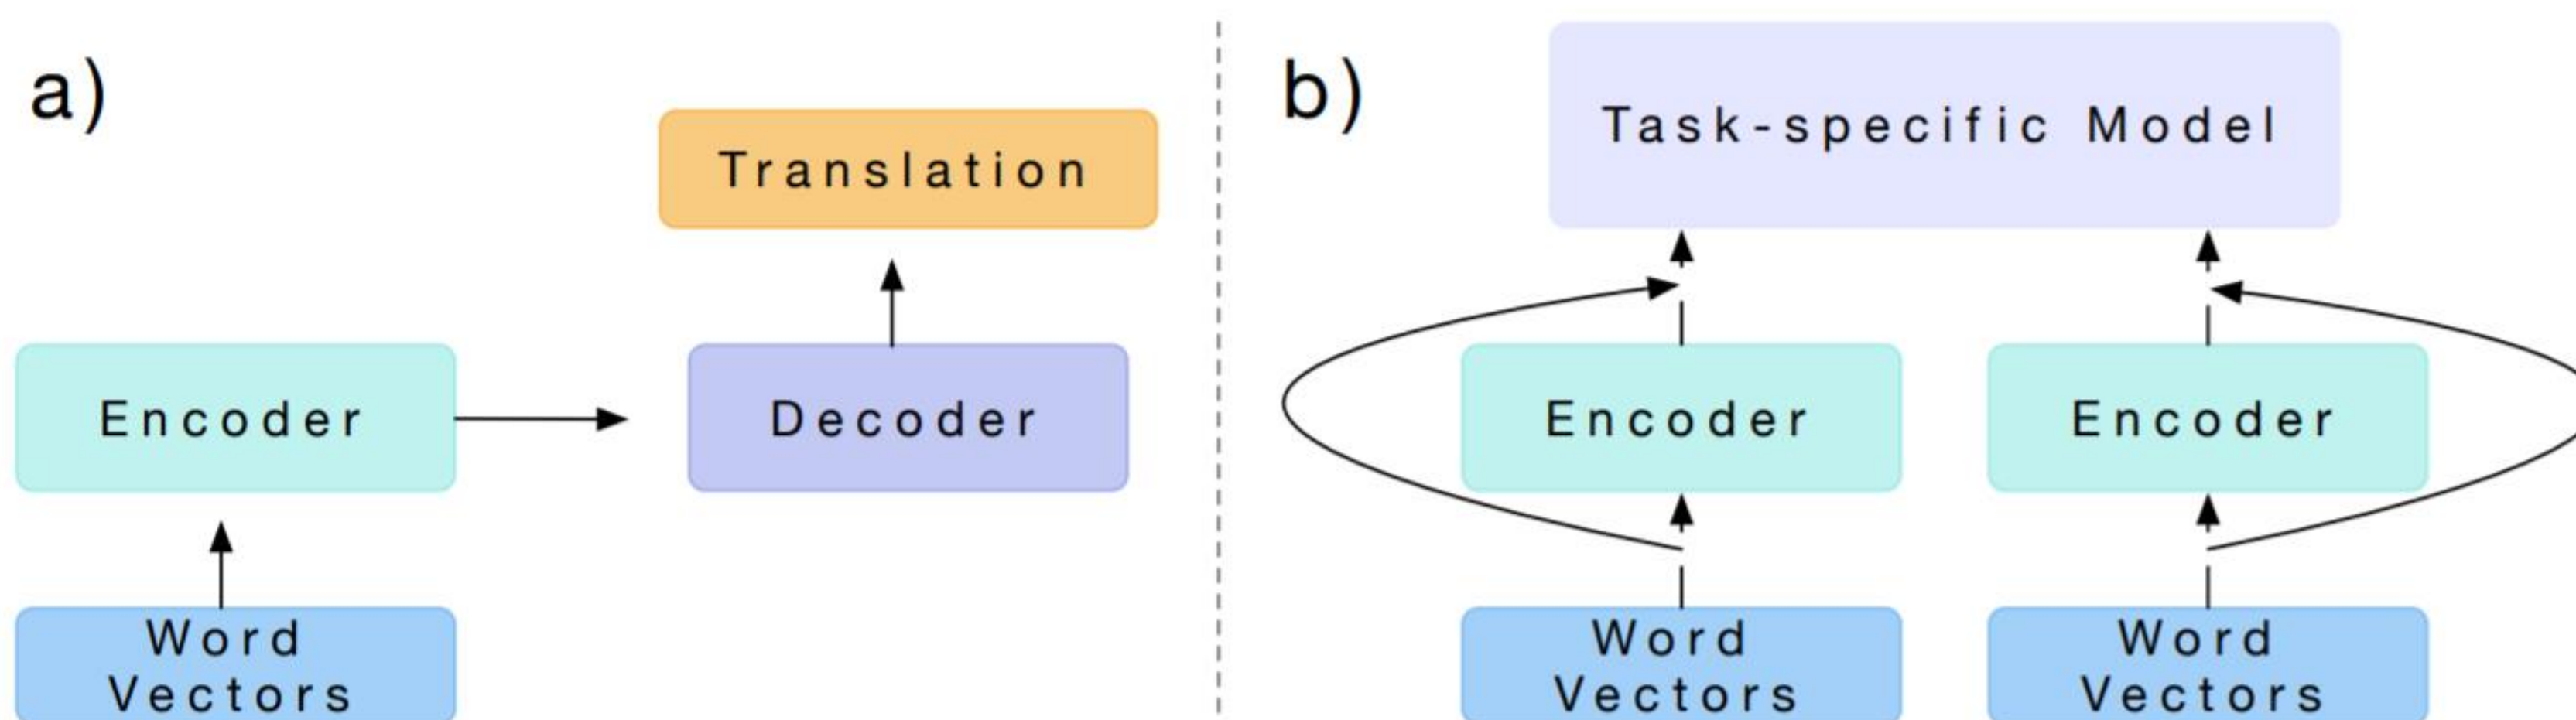 a)
Translation
Encoder
Decoder
Word
Vectors
b)
Task-specific Model
Encoder
Encoder
Word
Vectors
Word
Vectors